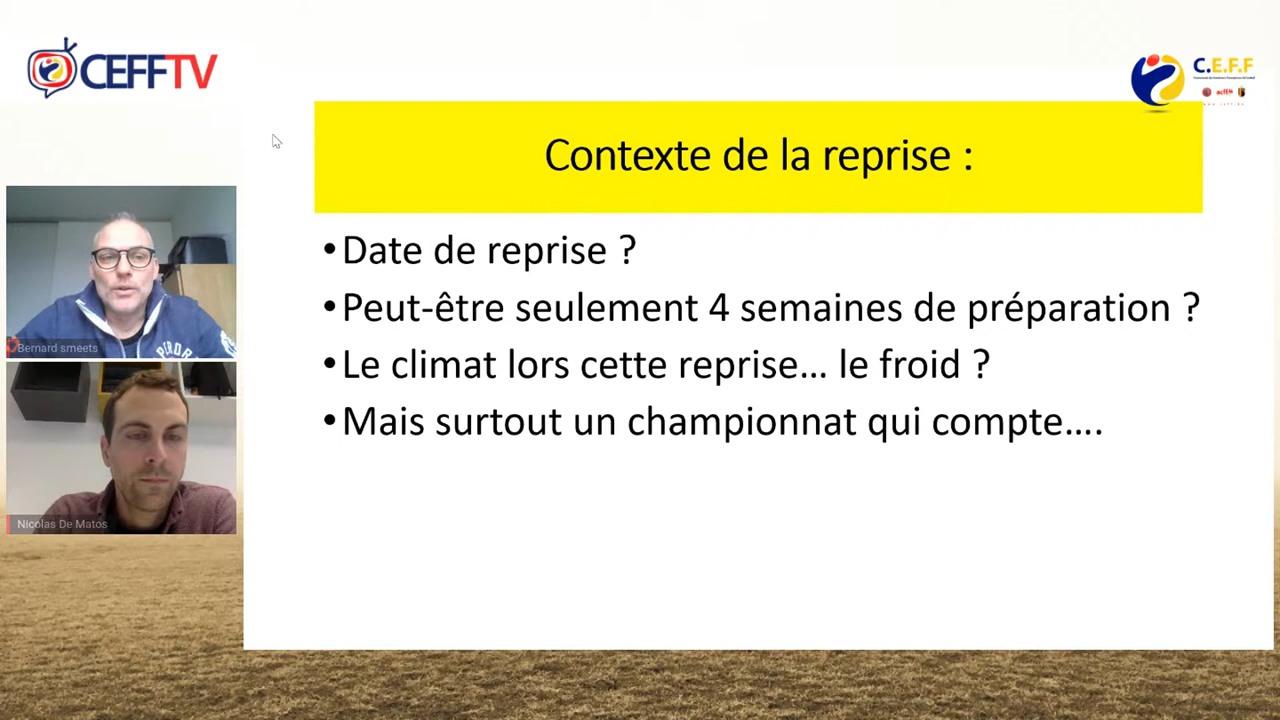 CEFFTV
C.E.F.F
Contexte de la reprise :
•Date de reprise ?
•Peut-être seulement 4 semaines de préparation ?
•Le climat lors cette reprise... le froid ?
•Mais surtout un championnat qui compte....
Bernard smeets
Nicolas De Matos